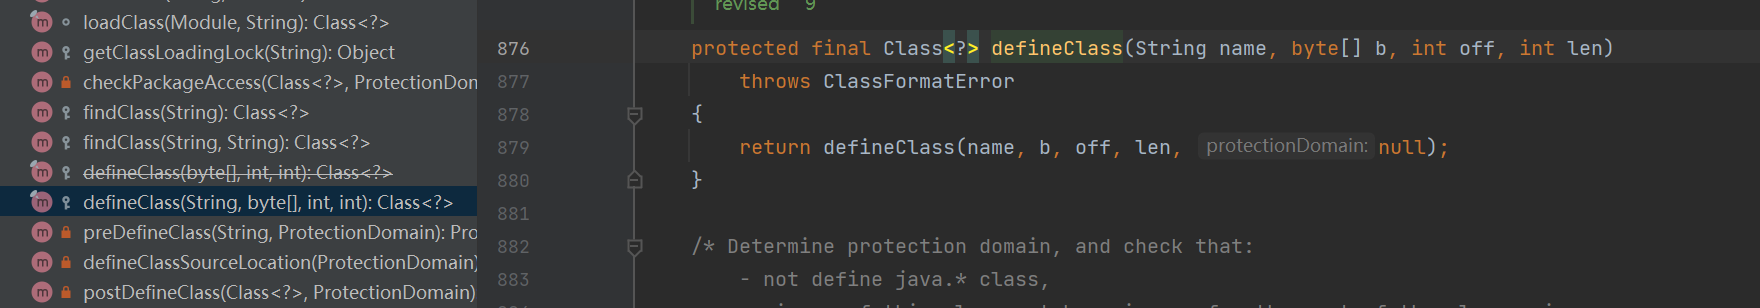 loadClass(Module, String): Class<?>
getClassLoadingLock(String): Object
checkPackageAccess(Class<?>, ProtectionDom
findClass(String): Class<?>
findClass(String, String): Class<?>
defineClass(byte[], int, int): Class<?>
defineClass(String, byte[], int, int): Class<?>
preDefineClass(String, ProtectionDomain): Pro
defineClassSourceLocation(ProtectionDomain)
postDefineClass(Class<?>, ProtectionDomain)
revised 9
876 protected final Class<?> defineClass(String name, byte[] b, int off, int len)
877 throws ClassFormatError
878 {
879 return defineClass(name, b, off, len, protectionDomain: null);
880 }
881
882 /* Determine protection domain, and check that:
883 - not define java.* class,